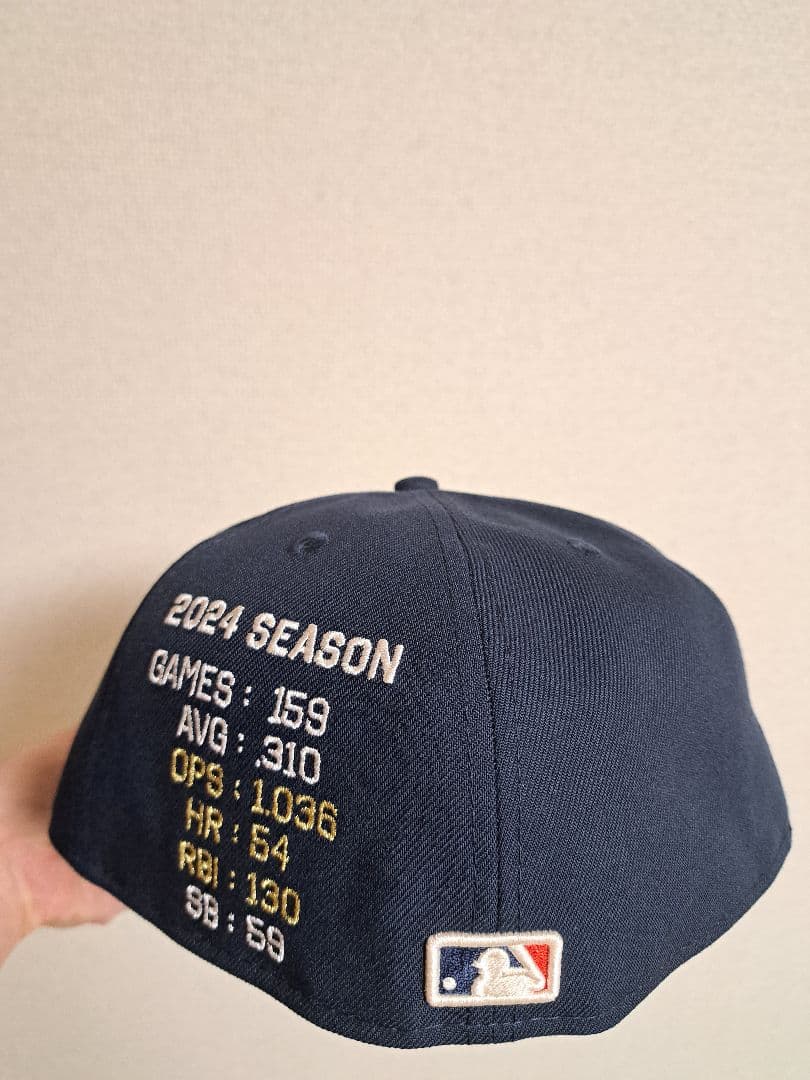 2024 SEASON
GAMES : 159
AVG : .310
OPS : 1.036
HR : 54
RBI : 130
SB : 59